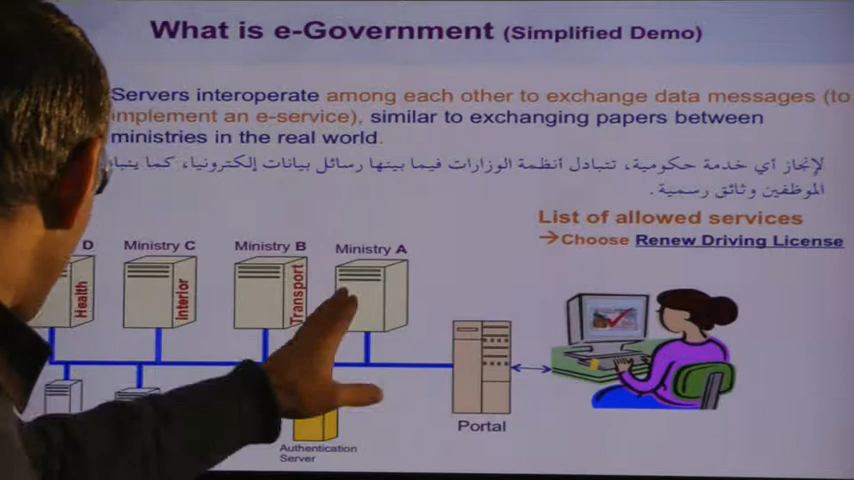 What is e-Government (Simplified Demo)
Servers interoperate among each other to exchange data messages (to
implement an e-service), similar to exchanging papers between
ministries in the real world.
لإنجاز أي خدمة حكومية، تتبادل أنظمة الوزارات فيما بينها رسائل بيانات إلكترونيا، كما
الموظفين وثائق رسمية.
List of allowed services
→Choose Renew Driving License
D
Ministry C
Ministry B
Ministry A
Health
Interior
Transport
Portal
Authentication
Server